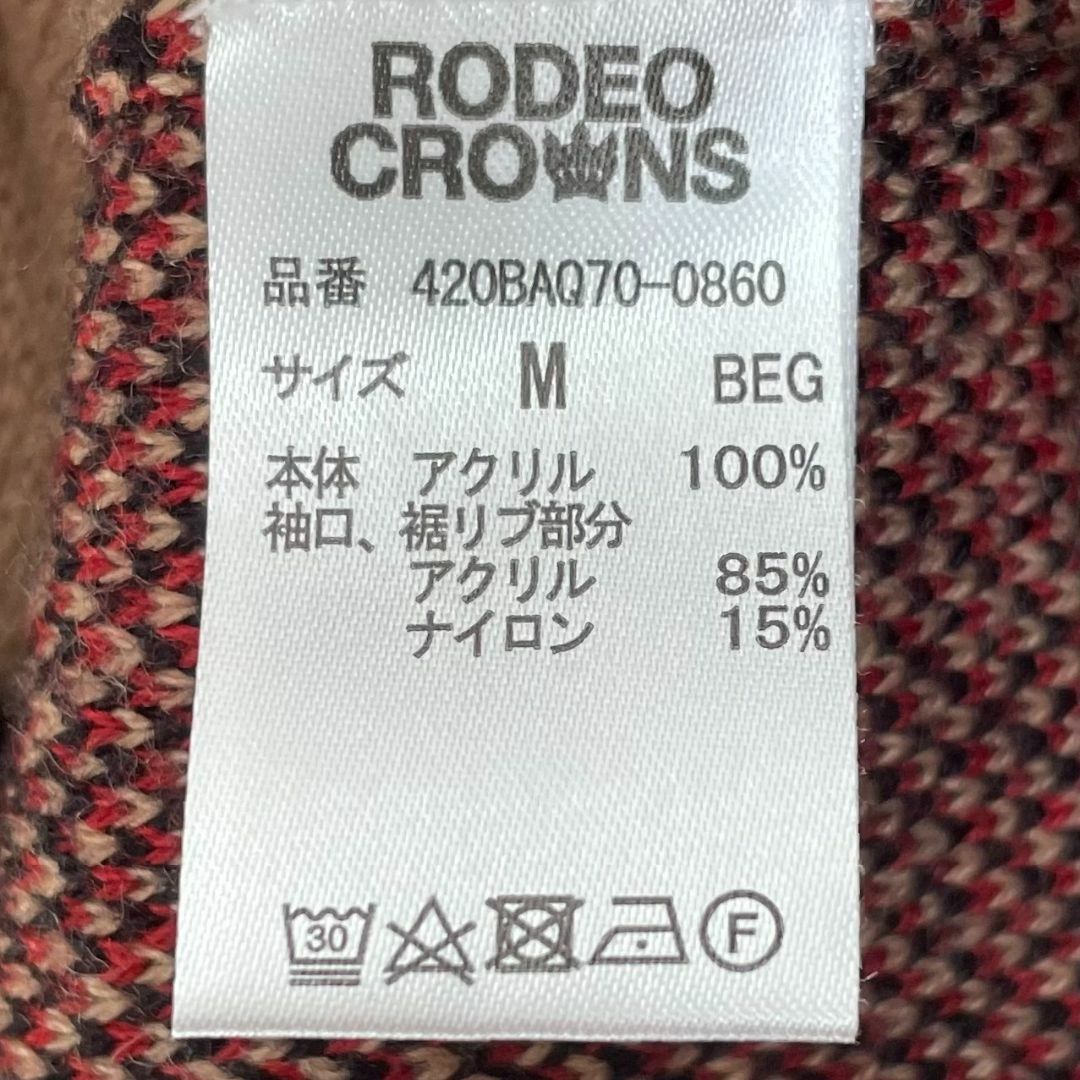 RODEO
CROWNS
品番 420BAQ70-0860
サイズ M BEG
本体 アクリル 100%
袖口、裾リブ部分
アクリル 85%
ナイロン 15%
30 F